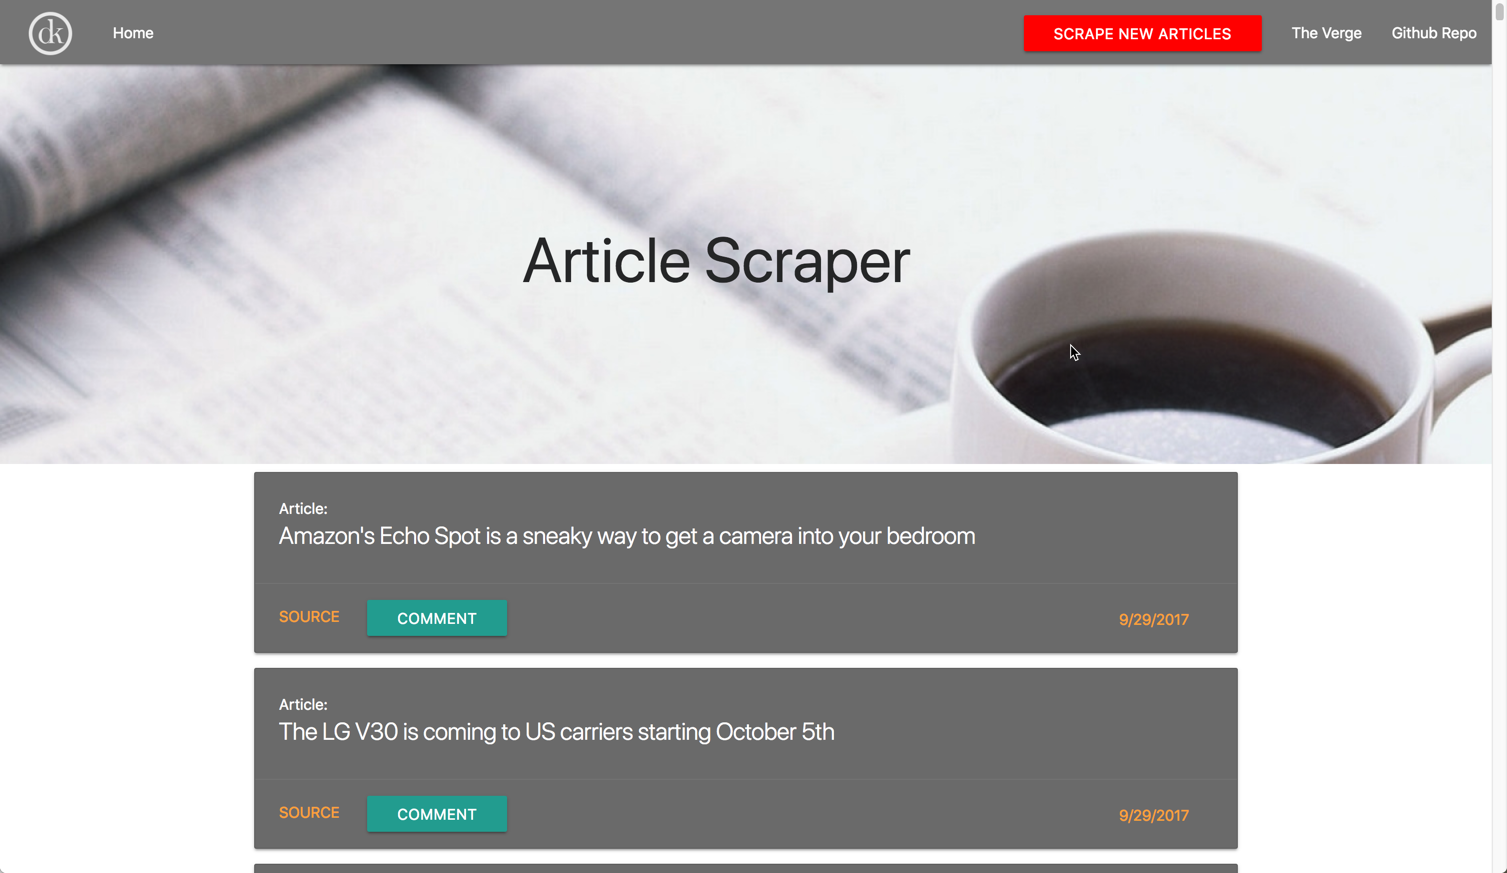 dk
Home
SCRAPE NEW ARTICLES
The Verge
Github Repo
Article Scraper
Article:
Amazon's Echo Spot is a sneaky way to get a camera into your bedroom
SOURCE
COMMENT
9/29/2017
Article:
The LG V30 is coming to US carriers starting October 5th
SOURCE
COMMENT
9/29/2017